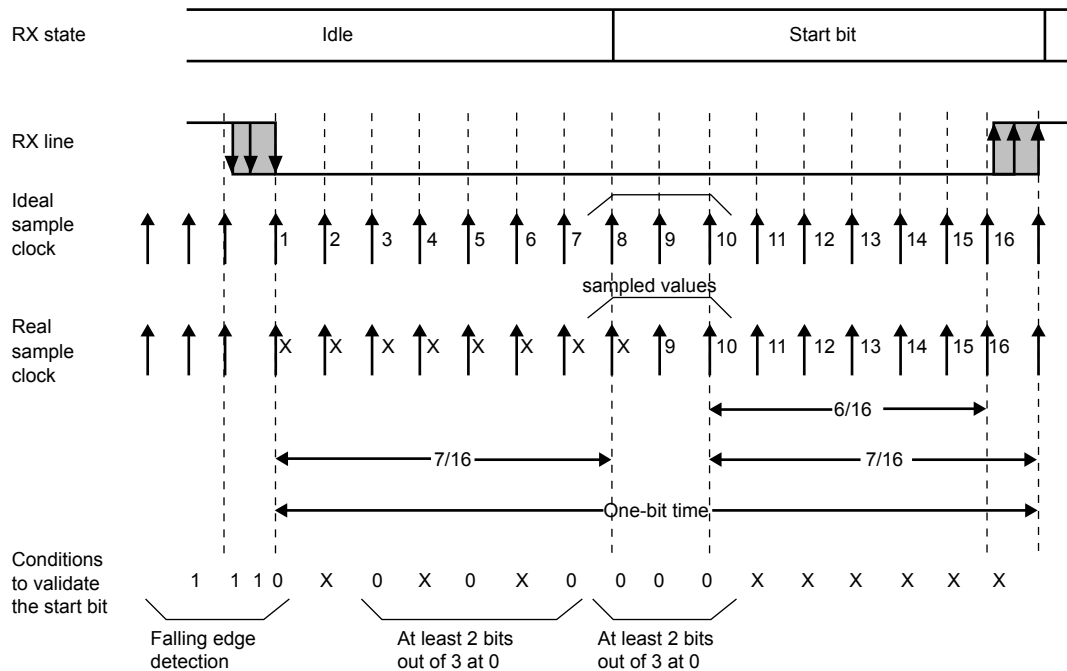 RX state
Idle
Start bit
RX line
Ideal
sample
clock
1 2 3 4 5 6 7 8 9 10 11 12 13 14 15 16
sampled values
Real
sample
clock
X X X X X X X X 9 10 11 12 13 14 15 16
6/16
7/16
7/16
One-bit time
Conditions
to validate
the start bit
1 1 1 0 X 0 X 0 X 0 0 0 0 X X X X X X
Falling edge
detection
At least 2 bits
out of 3 at 0
At least 2 bits
out of 3 at 0